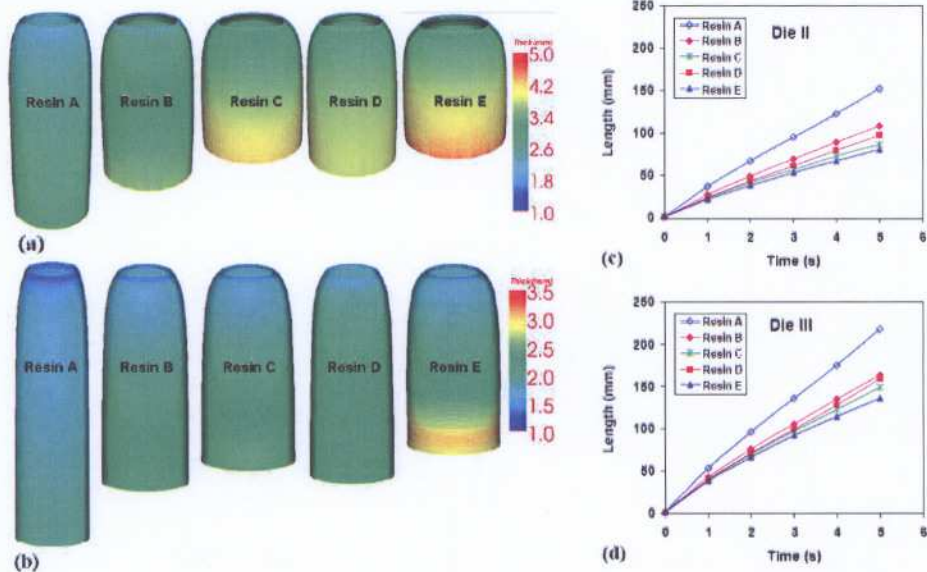 Resin A
Resin B
Resin C
Resin D
Resin E
Thick(mm)
5.0
4.2
3.4
2.6
1.8
1.0
(a)
Resin A
Resin B
Resin C
Resin D
Resin E
3.5
3.0
2.5
2.0
1.5
1.0
(b)
Die II
Resin A
Resin B
Resin C
Resin D
Resin E
Length (mm)
250
200
150
100
50
0
0 1 2 3 4 5 6
Time (s)
(c)
Die III
Resin A
Resin B
Resin C
Resin D
Resin E
Length (mm)
250
200
150
100
50
0
0 1 2 3 4 5 6
Time (s)
(d)